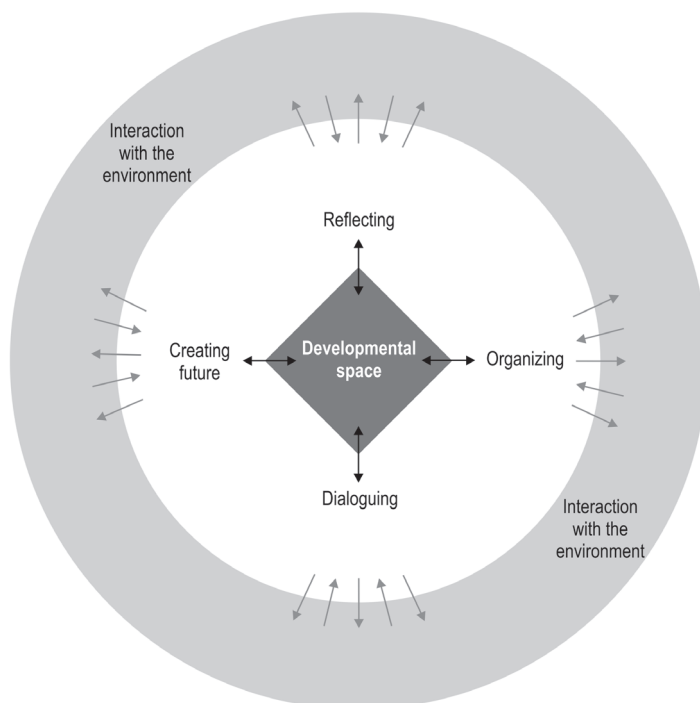 Interaction
with the
environment
Reflecting
Creating
future
Developmental
space
Organizing
Dialoguing
Interaction
with the
environment